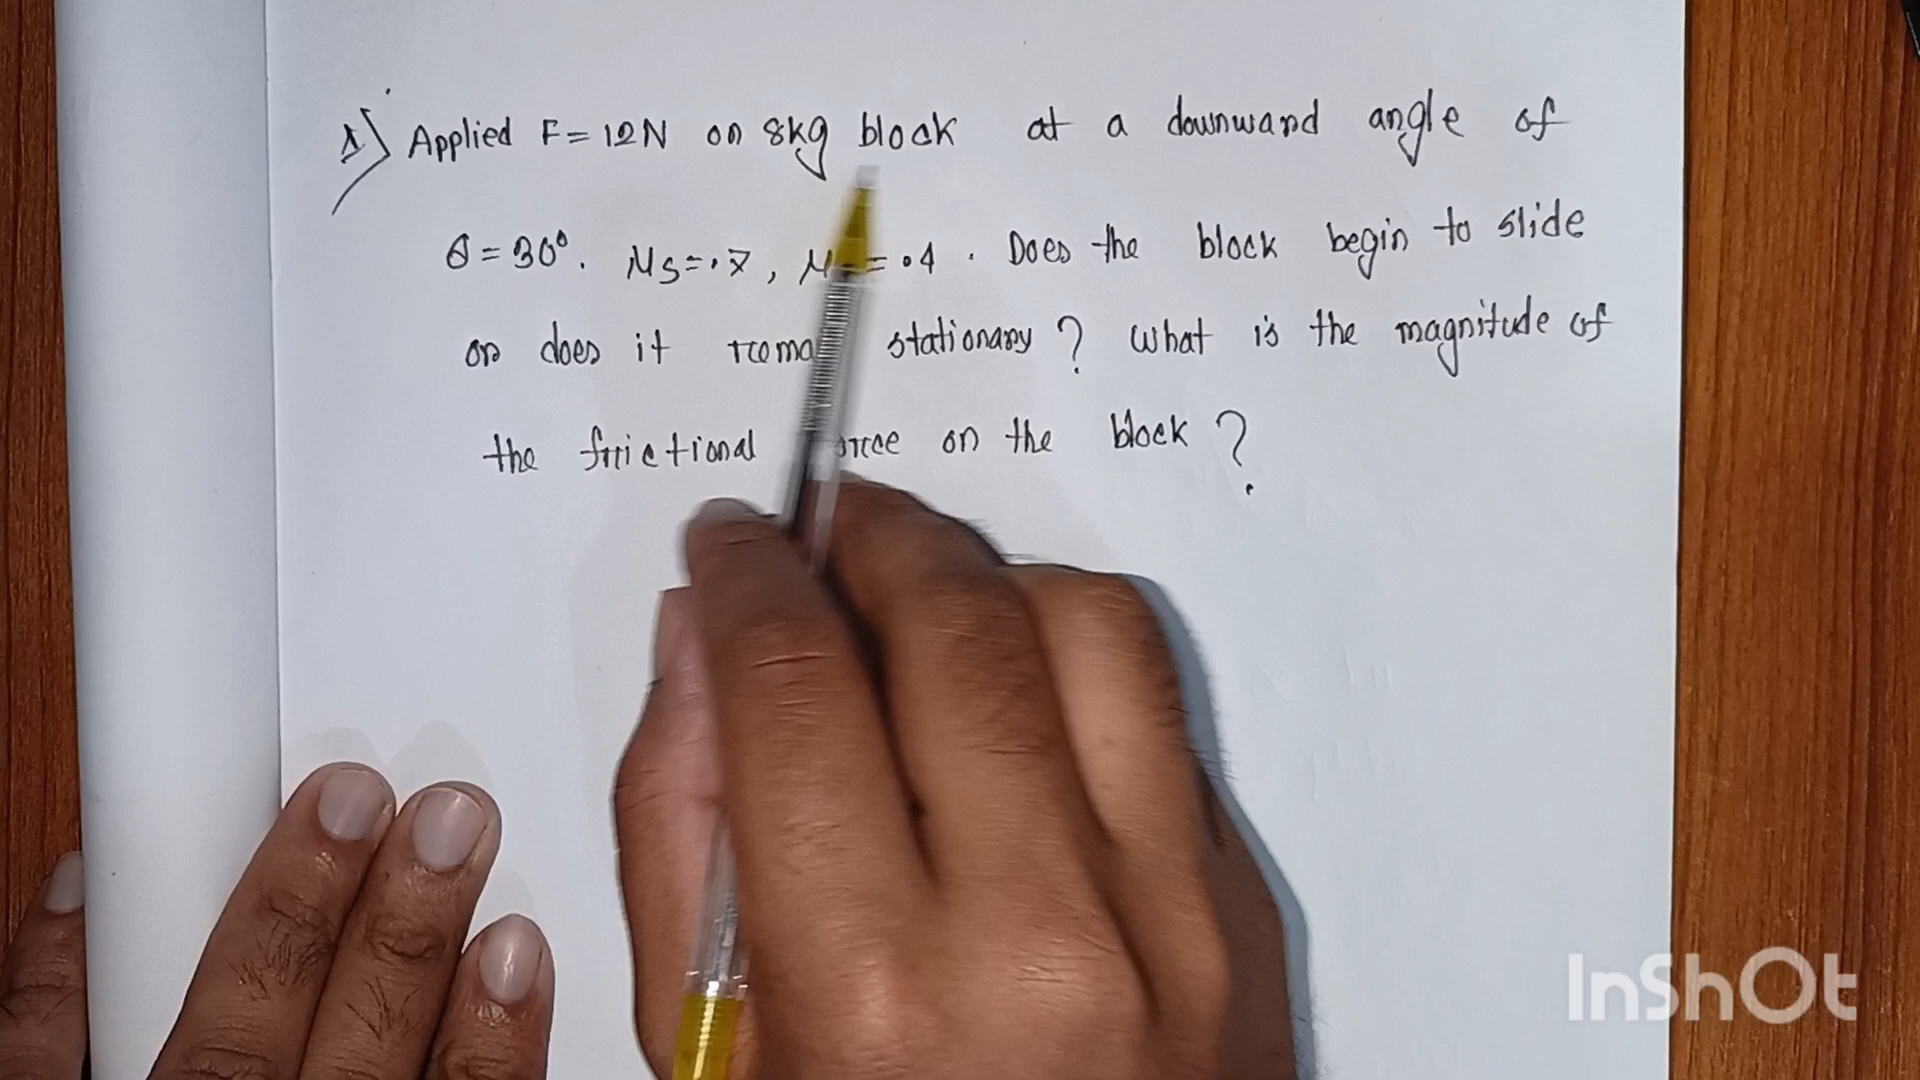 1) Applied F = 12N on 8kg block at a downward angle of
θ = 30°. μs = .7, = .4 . Does the block begin to slide
or does it stationary ? What is the magnitude of
the frictional on the block ?
InShOt